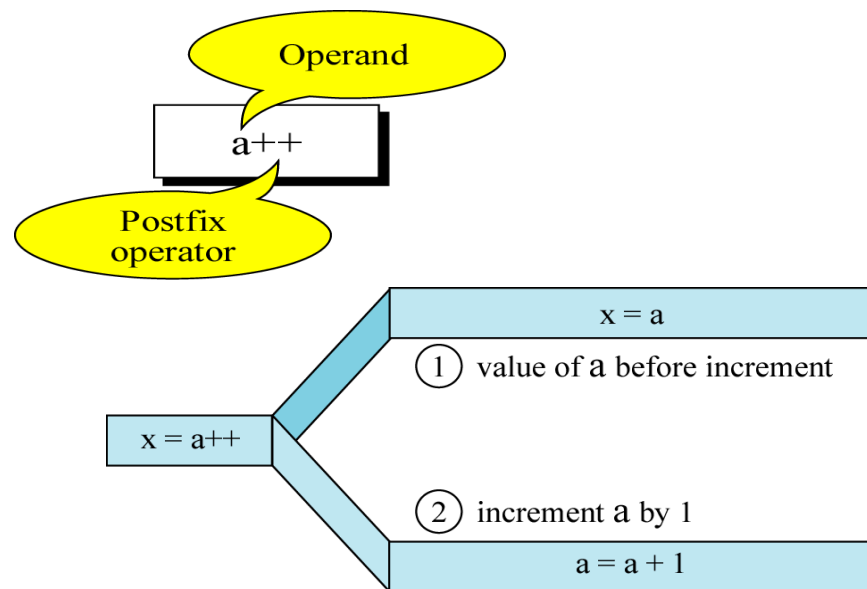 Operand
a++
Postfix
operator
x = a
1 value of a before increment
x = a++
2 increment a by 1
a = a + 1